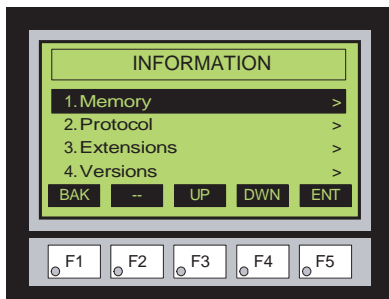 INFORMATION
1. Memory >
2. Protocol >
3. Extensions >
4. Versions >
BAK -- UP DWN ENT
F1 F2 F3 F4 F5